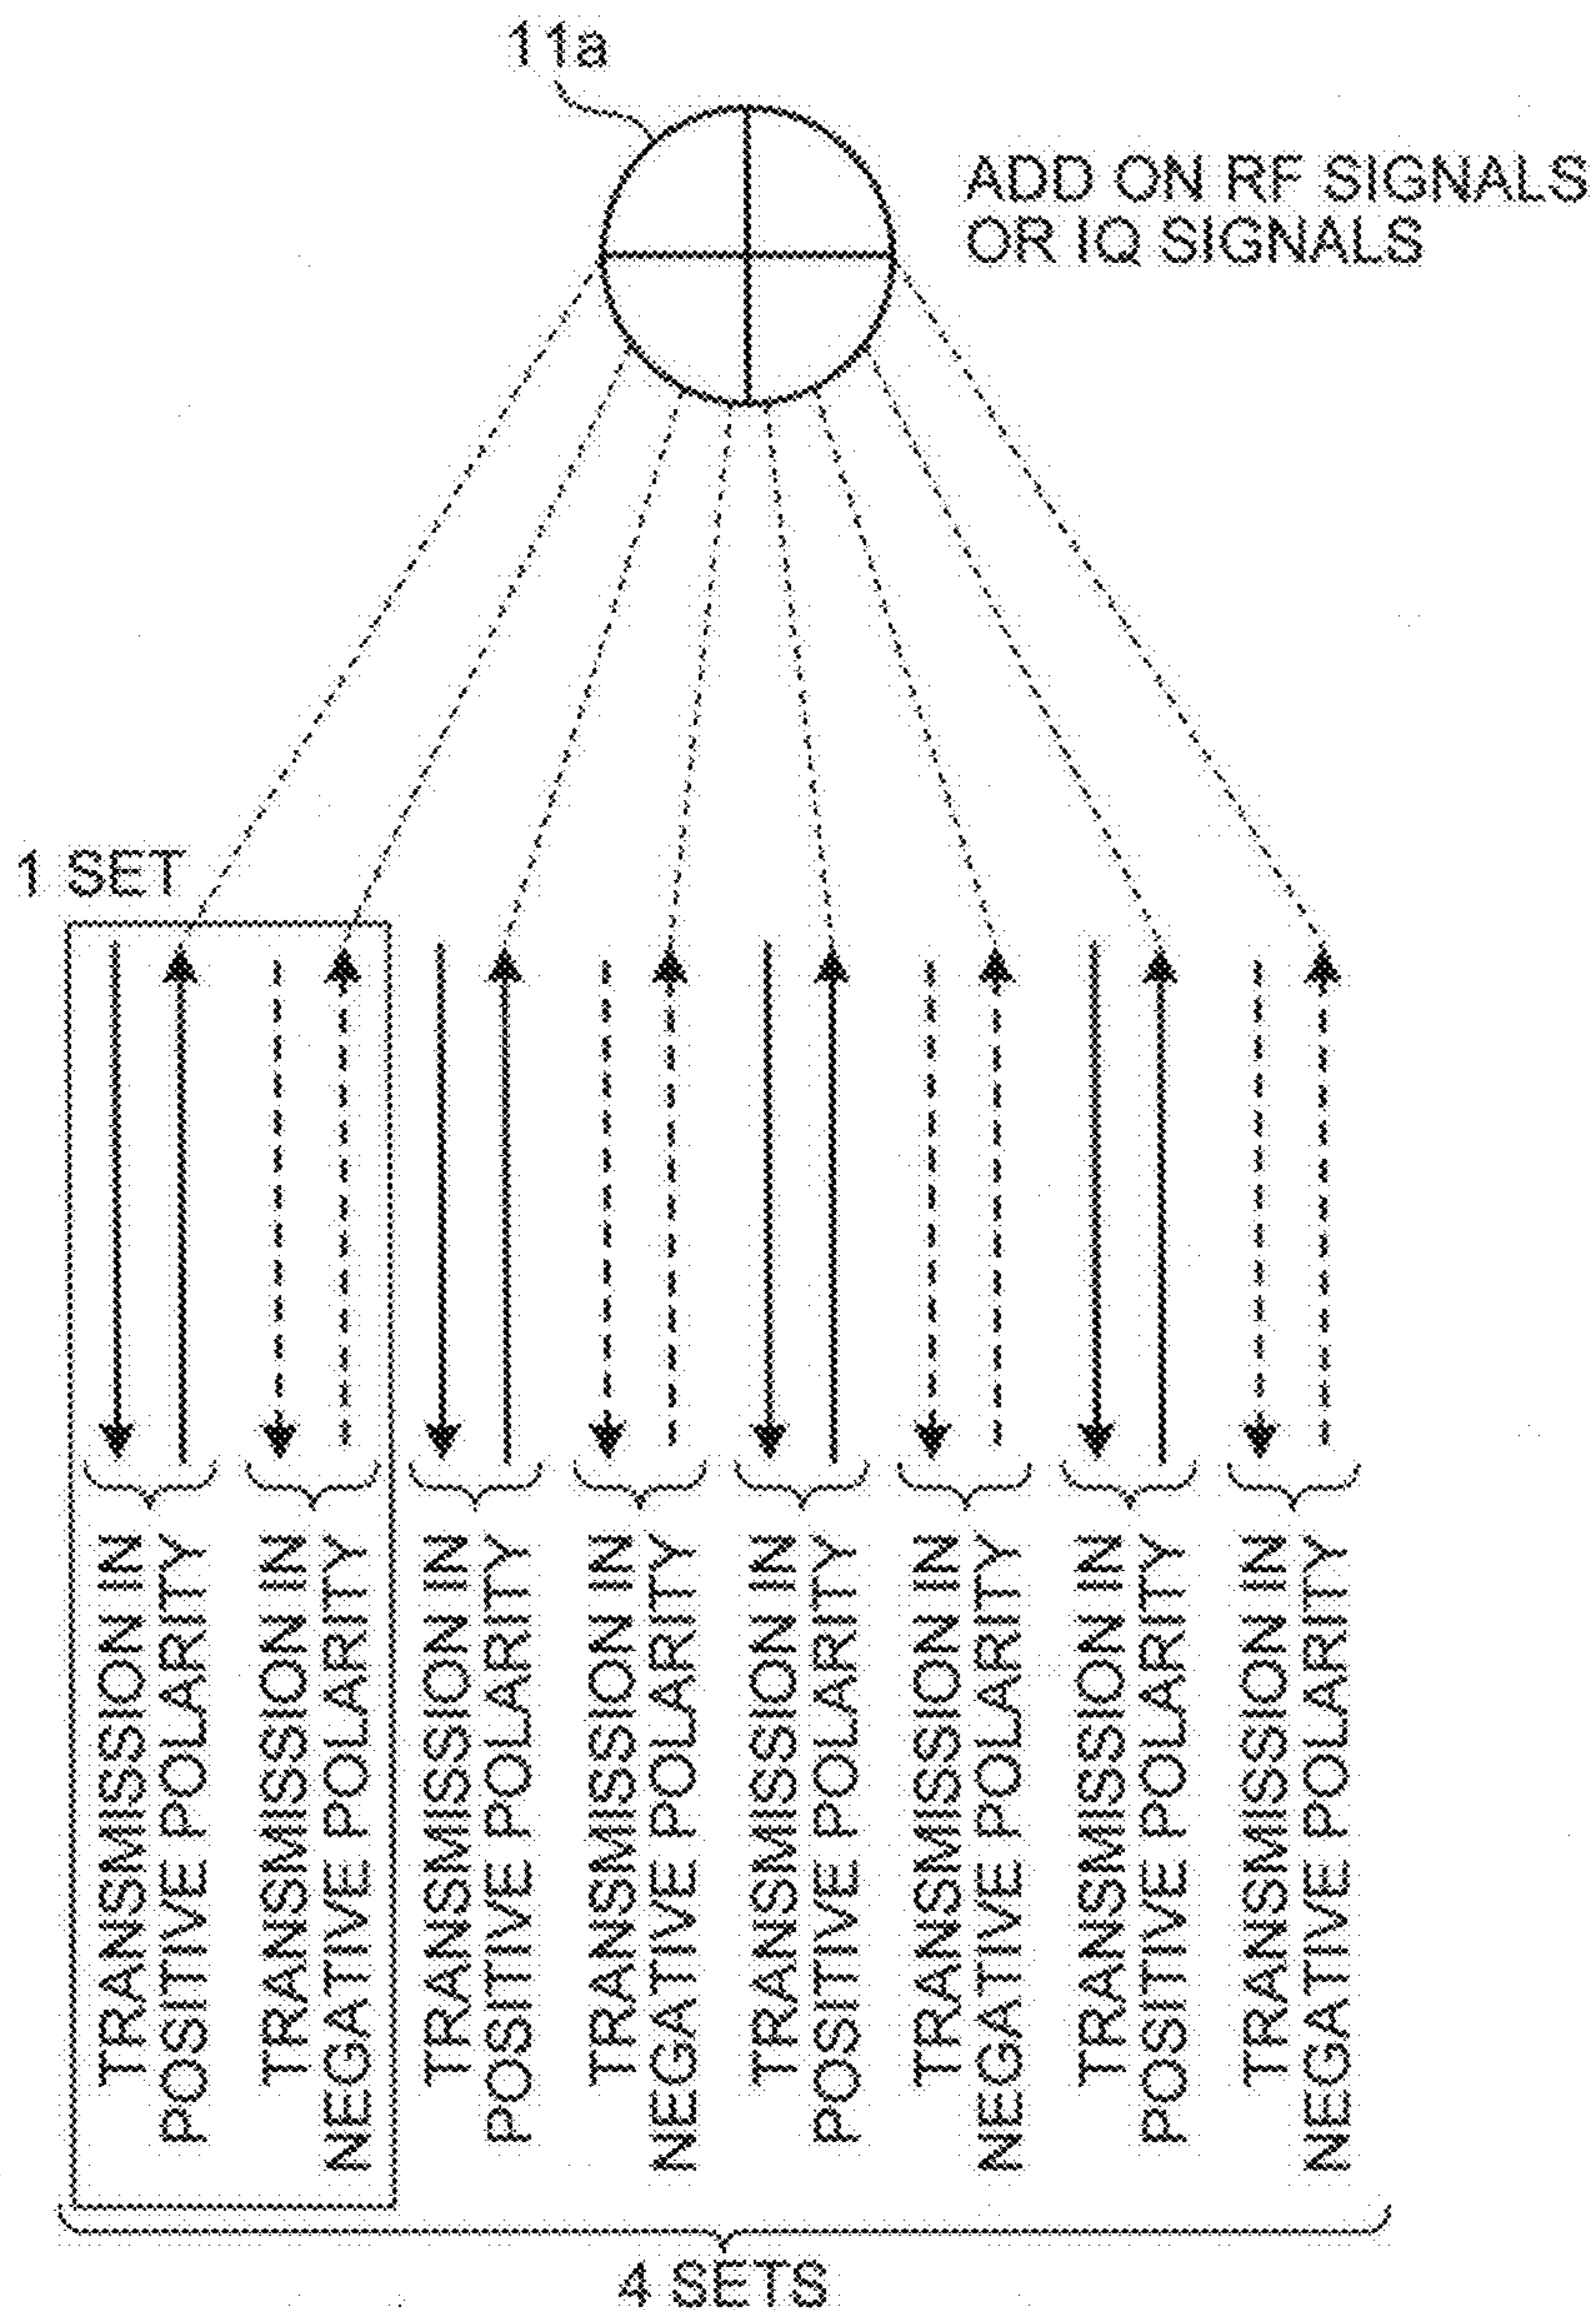 11a
ADD ON RF SIGNALS
OR IQ SIGNALS
1 SET
TRANSMISSION IN
POSITIVE POLARITY
TRANSMISSION IN
NEGATIVE POLARITY
TRANSMISSION IN
POSITIVE POLARITY
TRANSMISSION IN
NEGATIVE POLARITY
TRANSMISSION IN
POSITIVE POLARITY
TRANSMISSION IN
NEGATIVE POLARITY
TRANSMISSION IN
POSITIVE POLARITY
TRANSMISSION IN
NEGATIVE POLARITY
4 SETS